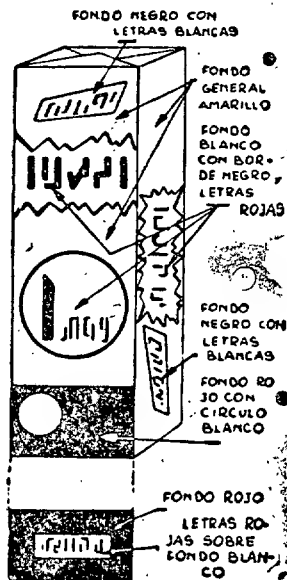 FONDO NEGRO CON
LETRAS BLANCAS
FONDO
GENERAL
AMARILLO
FONDO
BLANCO
CON BOR-
DE NEGRO,
LETRAS
ROJAS
FONDO
NEGRO CON
LETRAS
BLANCAS
FONDO RO
JO CON
CIRCULO
BLANCO
FONDO ROJO
LETRAS RO-
JAS SOBRE
FONDO BLAN-
CO